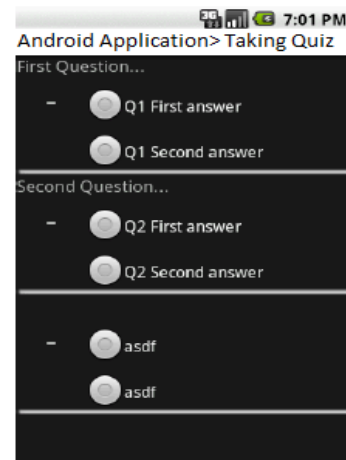 3G 7:01 PM
Android Application> Taking Quiz
First Question...
- Q1 First answer
Q1 Second answer
Second Question...
- Q2 First answer
Q2 Second answer
- asdf
asdf